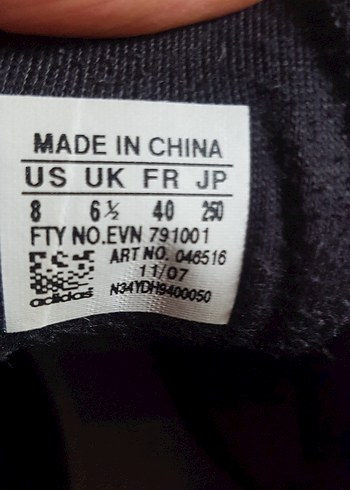 MADE IN CHINA
US UK FR JP
8 6½ 40 250
FTY NO.EVN 791001
ART NO. 046516
11/07
adidas N34YDH9400050